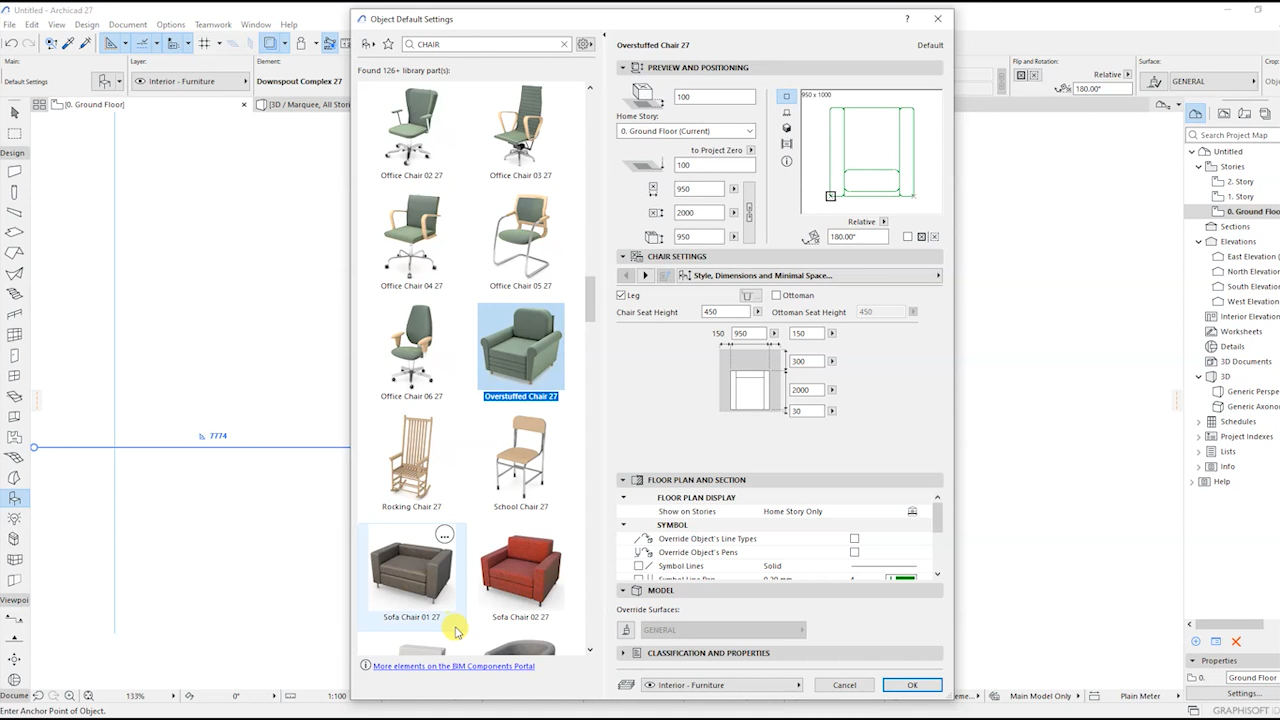 Untitled - Archicad 27
File Edit View Design Documents Options Teamwork Window Help
Main:
Default Settings
Layer:
Interior - Furniture
Element:
Downspout Complex 27
Flip and Rotation:
Relative
180.00°
Surface:
GENERAL
[0. Ground Floor]
[3D / Marquee, All Stori
Object Default Settings
CHAIR
Found 126+ library part(s):
Office Chair 02 27
Office Chair 03 27
Office Chair 04 27
Office Chair 05 27
Office Chair 06 27
Overstuffed Chair 27
Rocking Chair 27
School Chair 27
Sofa Chair 01 27
Sofa Chair 02 27
More elements on the BIM Components Portal
Overstuffed Chair 27
Default
PREVIEW AND POSITIONING
100
Home Story:
0. Ground Floor (Current)
to Project Zero
100
950
2000
950
950 x 1000
Relative
180.00°
CHAIR SETTINGS
Style, Dimensions and Minimal Space...
Leg
Ottoman
Chair Seat Height
450
Ottoman Seat Height
450
150
950
150
300
2000
30
FLOOR PLAN AND SECTION
FLOOR PLAN DISPLAY
Show on Stories
Home Story Only
SYMBOL
Override Object's Line Types
Override Object's Pens
Symbol Lines
Solid
MODEL
Override Surfaces:
GENERAL
CLASSIFICATION AND PROPERTIES
Interior - Furniture
Cancel
OK
Design
7774
Viewpoi
Docume
133%
0°
1:100
Enter Anchor Point of Object.
Search Project Map
Untitled
Stories
2. Story
1. Story
0. Ground Floo
Sections
Elevations
East Elevation
North Elevation
South Elevation
West Elevation
Interior Elevation
Worksheets
Details
3D Documents
3D
Generic Perspe
Generic Axono
Schedules
Project Indexes
Lists
Info
Help
Properties
0.
Ground Floor
Settings...
Main Model Only
Plain Meter
GRAPHISOFT ID